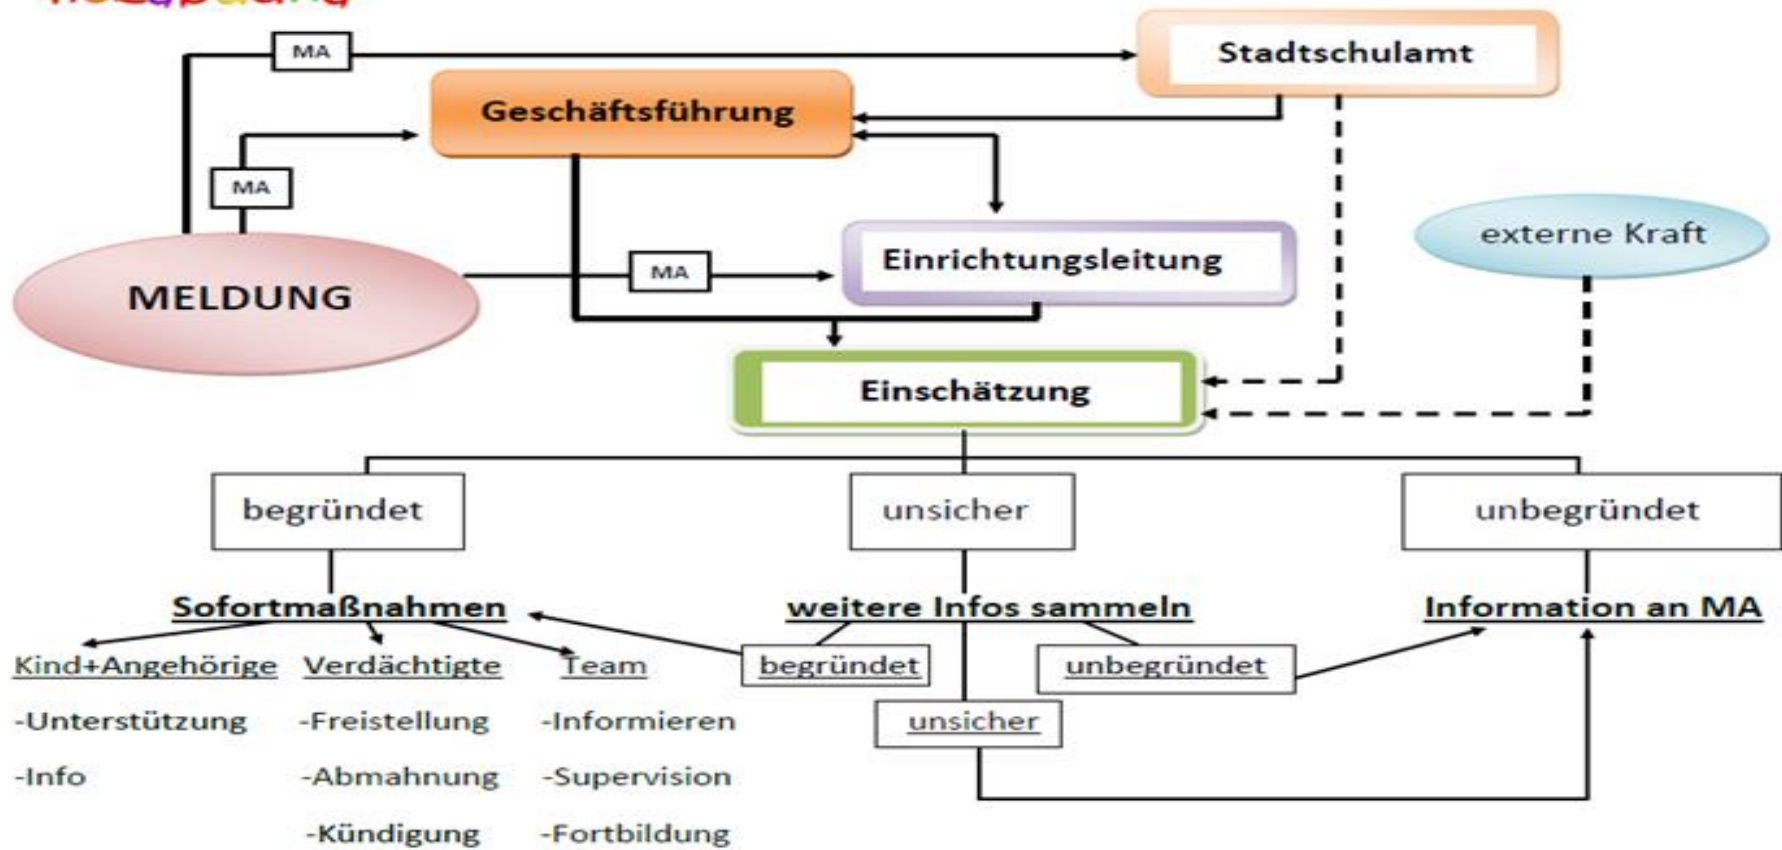 MA
Stadtschulamt
Geschäftsführung
MA
externe Kraft
MA
Einrichtungsleitung
MELDUNG
Einschätzung
begründet
unsicher
unbegründet
Sofortmaßnahmen
weitere Infos sammeln
Information an MA
Kind+Angehörige
Verdächtigte
Team
begründet
unbegründet
-Unterstützung
-Freistellung
-Informieren
unsicher
-Info
-Abmahnung
-Supervision
-Kündigung
-Fortbildung